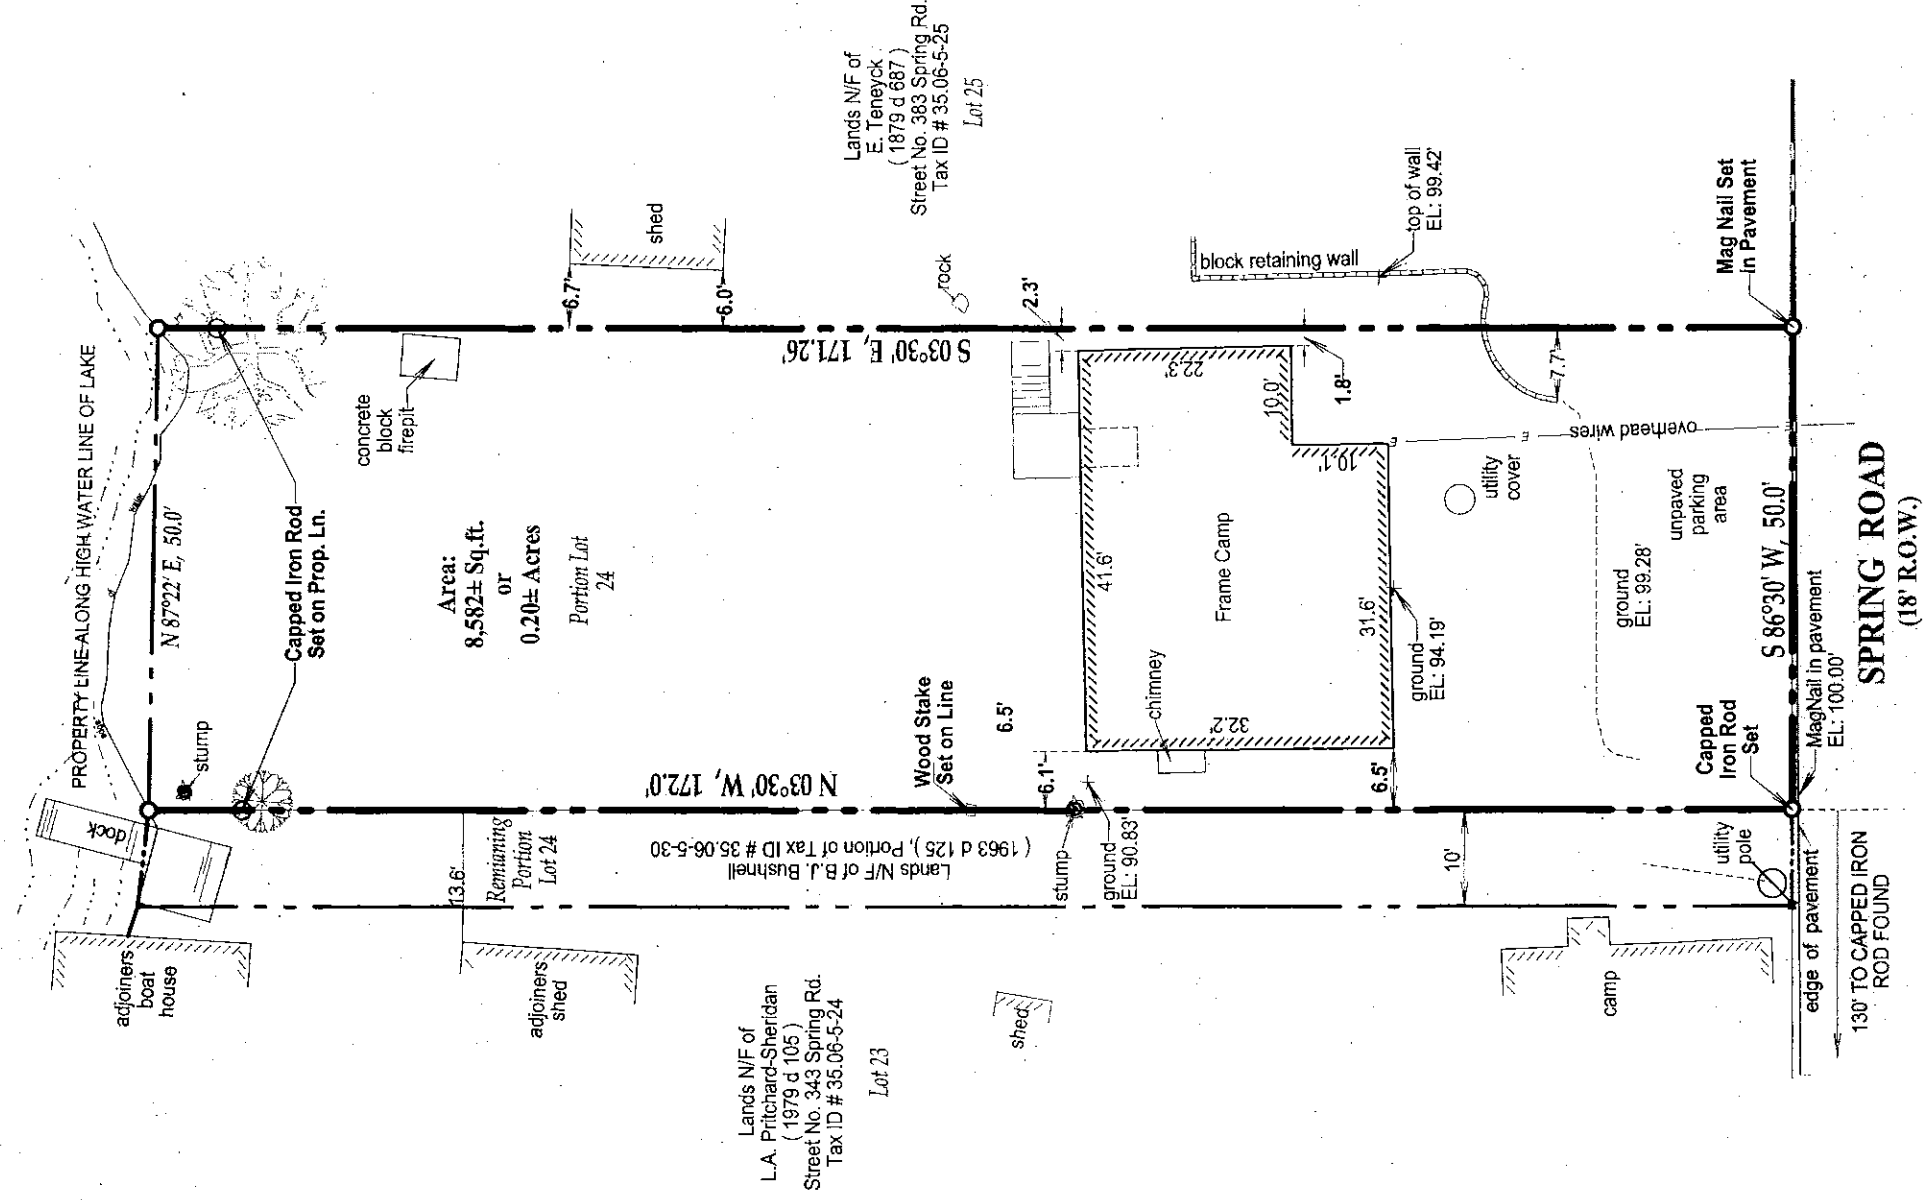 Lands N/F of
E. Teneyck
( 1879 d 687 )
Street No. 383 Spring Rd.
Tax ID # 35.06-5-25
Lot 25
PROPERTY LINE ALONG HIGH WATER LINE OF LAKE
N 87°22' E, 50.0'
stump
dock
Capped Iron Rod
Set on Prop. Ln.
concrete
block
firepit
6.7'
shed
6.0'
rock
2.3'
S 03°30' E, 171.26'
Area:
8,582± Sq.ft.
or
0.20± Acres
Portion Lot
24
N 03°30' W, 172.0'
Wood Stake
Set on Line
6.5'
6.1'
Remianing
Portion
Lot 24
13.6'
Lands N/F of B.J. Bushnell
( 1963 d 125 ), Portion of Tax ID # 35.06-5-30
adjoiners
boat
house
adjoiners
shed
Lands N/F of
L.A. Pritchard-Sheridan
( 1979 d 105 )
Street No. 343 Spring Rd.
Tax ID # 35.06-5-24
Lot 23
shed
stump
ground
EL: 90.83'
chimney
41.6'
Frame Camp
22.3'
10.0'
10.1'
31.6'
32.2'
1.8'
6.5'
ground
EL: 94.19'
block retaining wall
top of wall
EL: 99.42'
7.7'
E
E
overhead wires
utility
cover
unpaved
parking
area
ground
EL: 99.28'
Mag Nail Set
in Pavement
10'
utility
pole
camp
Capped
Iron Rod
Set
S 86°30' W, 50.0'
MagNail in pavement
EL: 100.00'
edge of pavement
130' TO CAPPED IRON
ROD FOUND
SPRING ROAD
(18' R.O.W.)